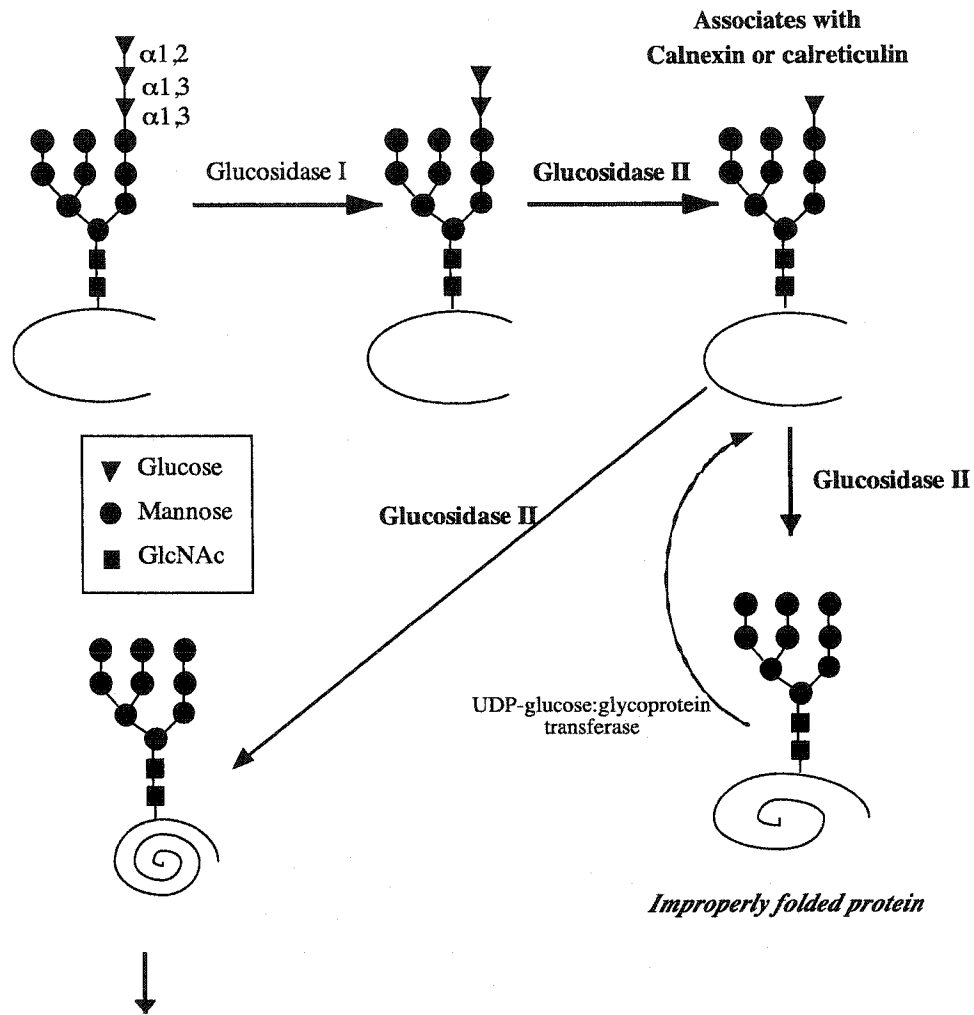 Associates with
Calnexin or calreticulin
α1,2
α1,3
α1,3
Glucosidase I
Glucosidase II
Glucose
Mannose
GlcNAc
Glucosidase II
Glucosidase II
UDP-glucose:glycoprotein
transferase
Improperly folded protein